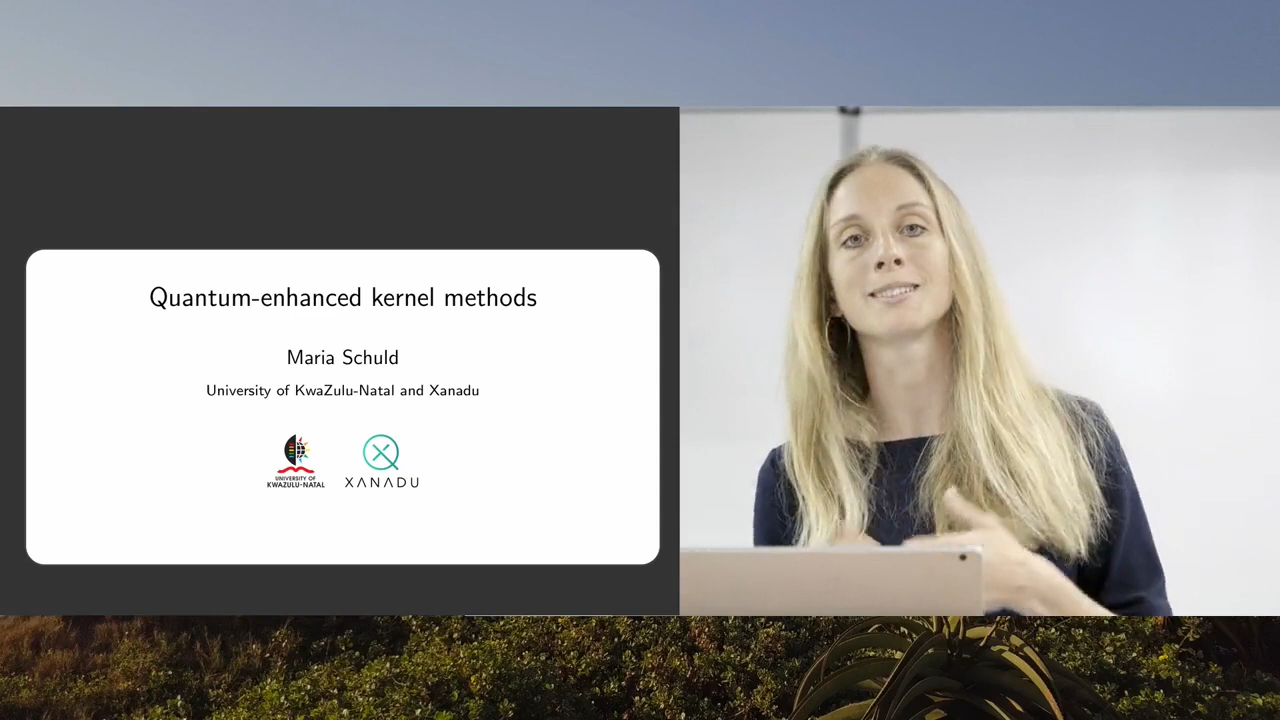 Quantum-enhanced kernel methods
Maria Schuld
University of KwaZulu-Natal and Xanadu
UNIVERSITY OF
KWAZULU-NATAL
XANADU